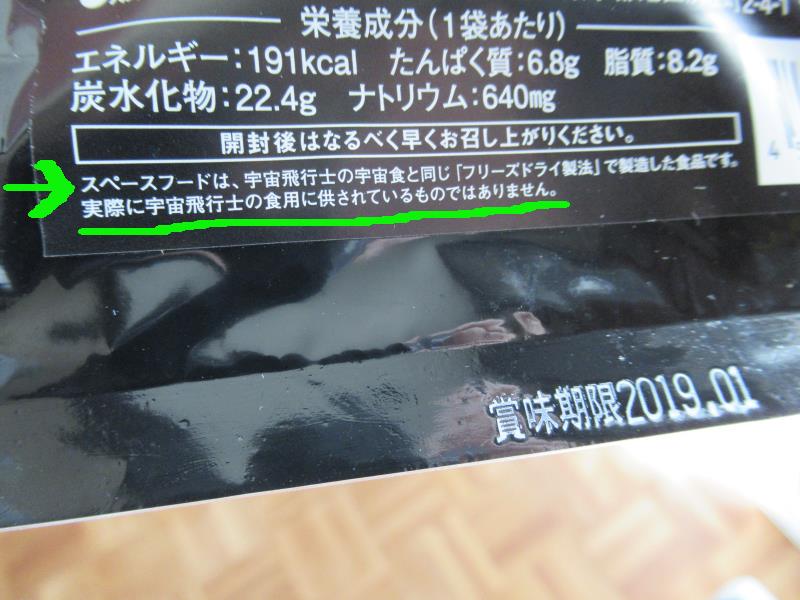 栄養成分(1袋あたり)
エネルギー:191kcal たんぱく質:6.8g 脂質:8.2g
炭水化物:22.4g ナトリウム:640mg
開封後はなるべく早くお召し上がりください。
スペースフードは、宇宙飛行士の宇宙食と同じ「フリーズドライ製法」で製造した食品です。
実際に宇宙飛行士の食用に供されているものではありません。
賞味期限2019.01